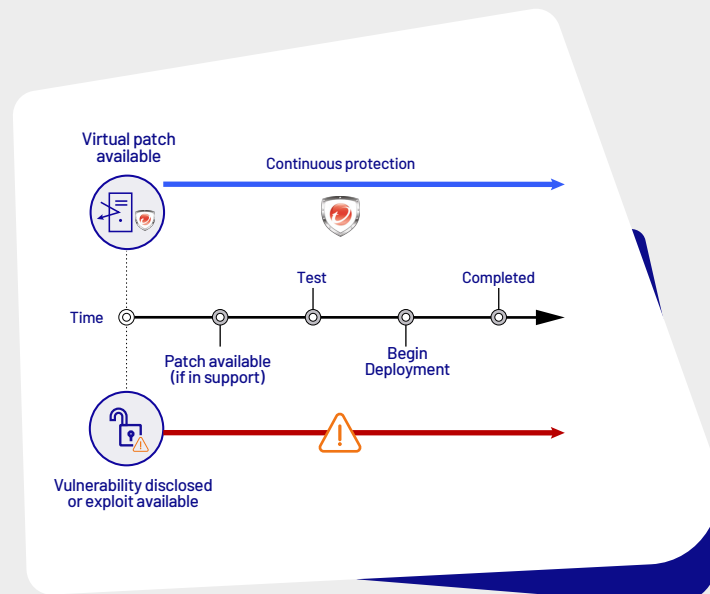 Virtual patch
available
Continuous protection
Test
Completed
Time
Patch available
(if in support)
Begin
Deployment
Vulnerability disclosed
or exploit available